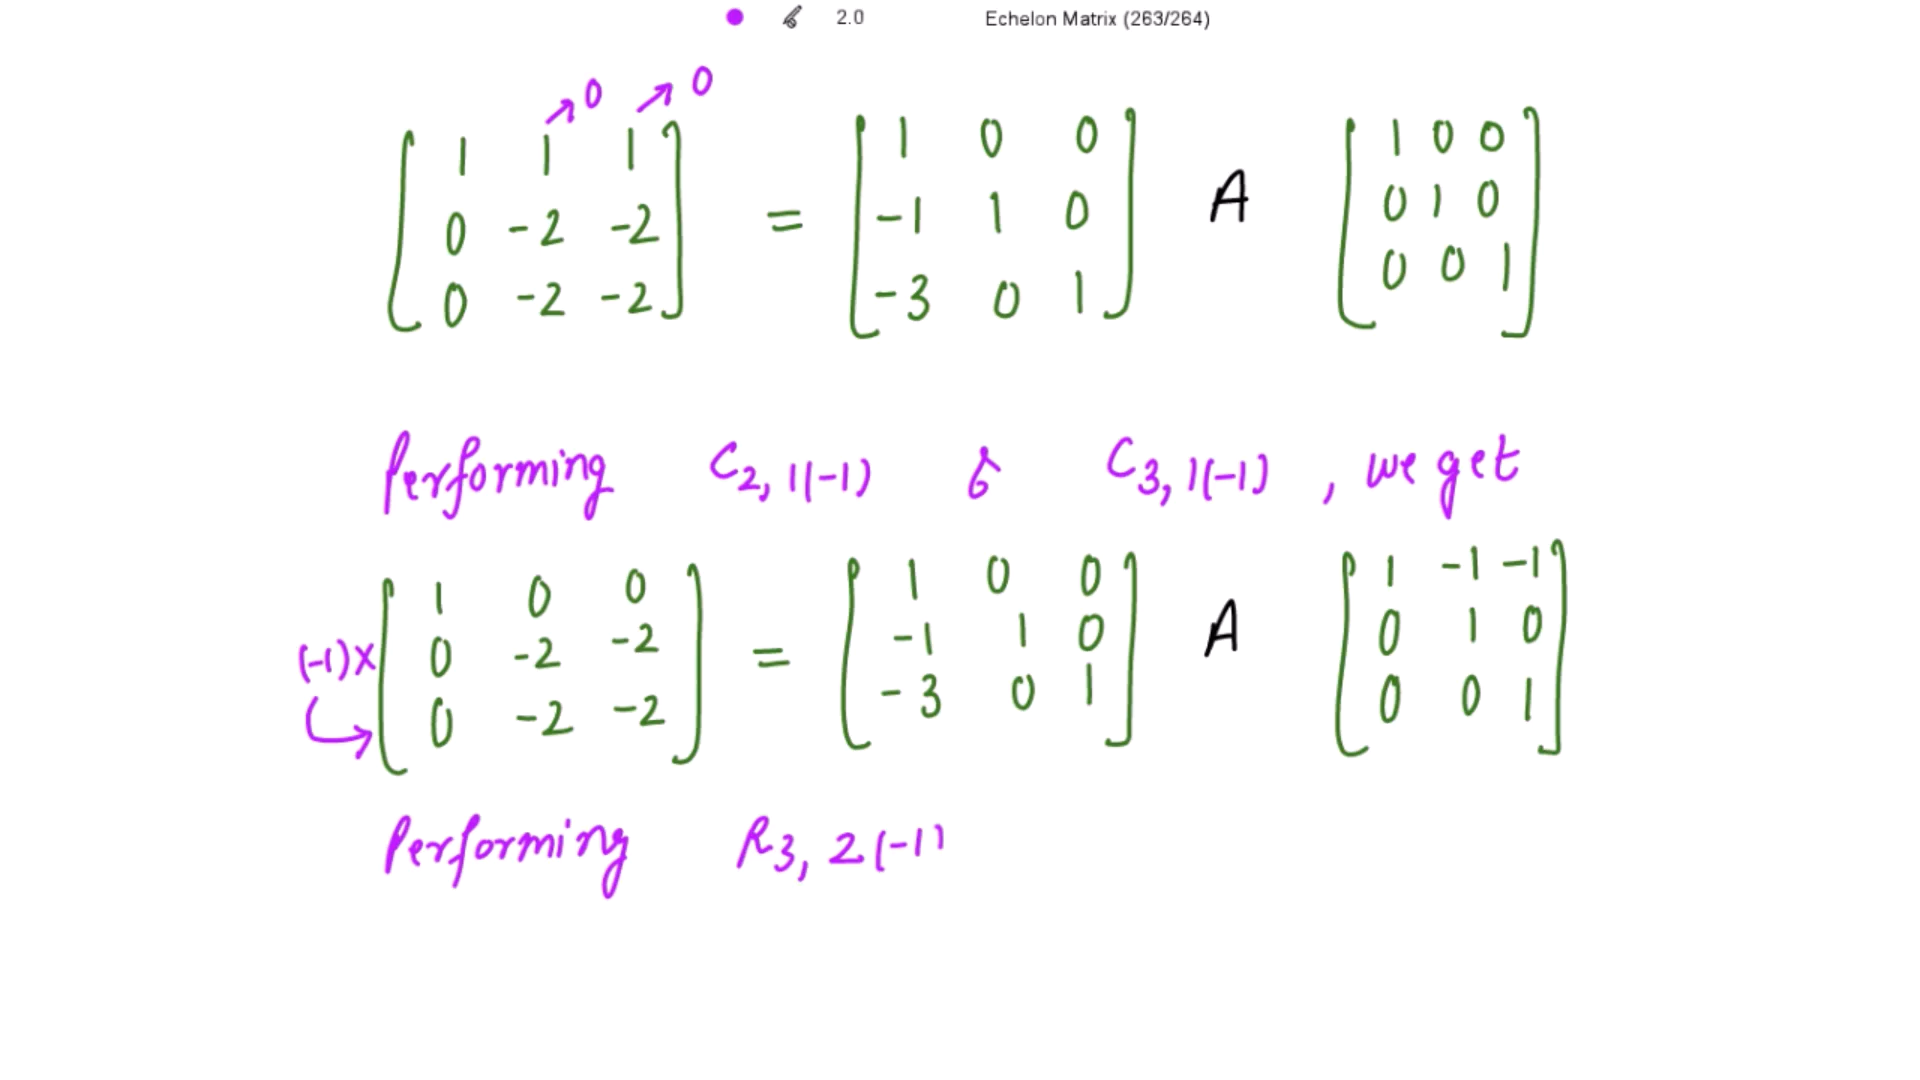 2.0 Echelon Matrix (263/264)
↗0 ↗0
[1 1 1] [1 0 0] [1 0 0]
[0 -2 -2] = [-1 1 0] A [0 1 0]
[0 -2 -2] [-3 0 1] [0 0 1]
Performing C2, 1(-1) & C3, 1(-1) , we get
[1 0 0] [1 0 0] [1 -1 -1]
(-1)× [0 -2 -2] = [-1 1 0] A [0 1 0]
[0 -2 -2] [-3 0 1] [0 0 1]
Performing R3, 2(-1)